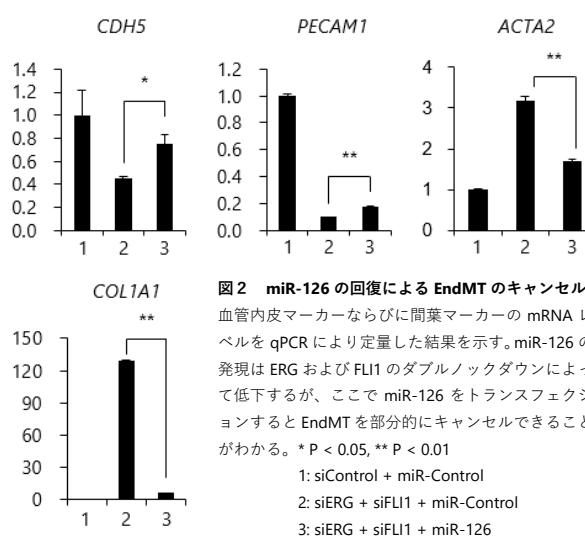 CDH5
PECAM1
ACTA2
1.4
1.2
1.0
0.8
0.6
0.4
0.2
0.0
*
1 2 3
1.2
1.0
0.8
0.6
0.4
0.2
0.0
**
1 2 3
4
3
2
1
0
**
1 2 3
COL1A1
150
120
90
60
30
0
**
1 2 3
図2 miR-126 の回復による EndMT のキャンセル
血管内皮マーカーならびに間葉マーカーの mRNA レ
ベルを qPCR により定量した結果を示す。miR-126 の
発現は ERG および FLI1 のダブルノックダウンによっ
て低下するが、ここで miR-126 をトランスフェクシ
ョンすると EndMT を部分的にキャンセルできること
がわかる。* P < 0.05, ** P < 0.01
1: siControl + miR-Control
2: siERG + siFLI1 + miR-Control
3: siERG + siFLI1 + miR-126